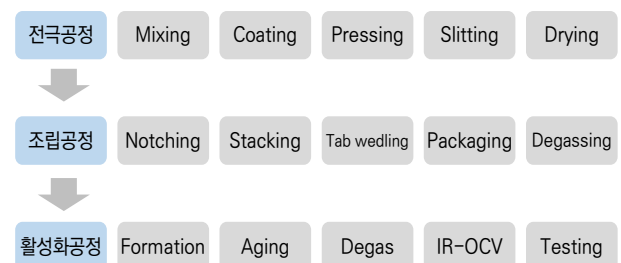 전극공정 Mixing Coating Pressing Slitting Drying
조립공정 Notching Stacking Tab wedling Packaging Degassing
활성화공정 Formation Aging Degas IR-OCV Testing